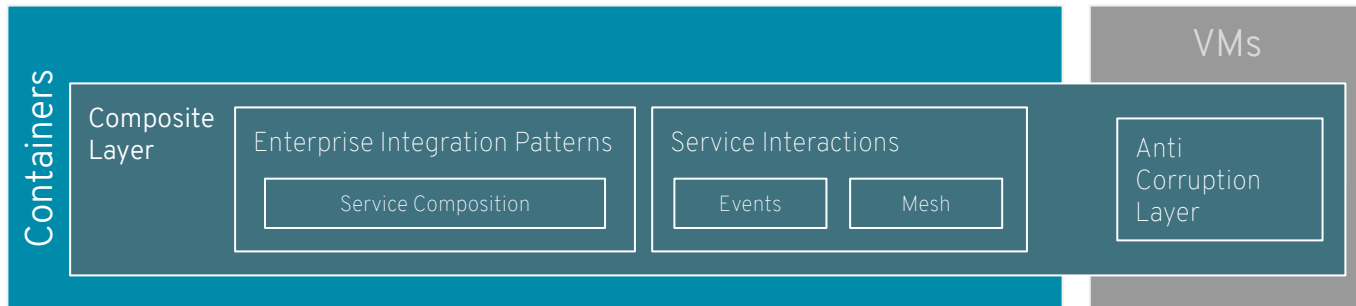 Containers
VMs
Composite
Layer
Enterprise Integration Patterns
Service Composition
Service Interactions
Events
Mesh
Anti
Corruption
Layer